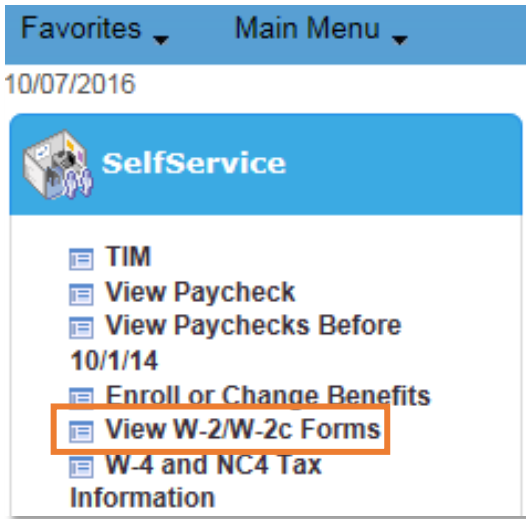 Favorites Main Menu
10/07/2016
SelfService
TIM
View Paycheck
View Paychecks Before
10/1/14
Enroll or Change Benefits
View W-2/W-2c Forms
W-4 and NC4 Tax
Information